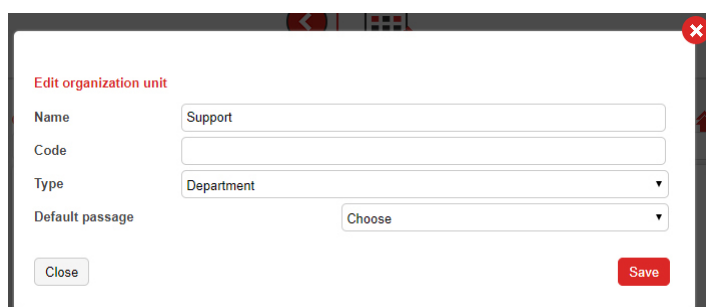 Edit organization unit
Name Support
Code
Type Department
Default passage Choose
Close Save